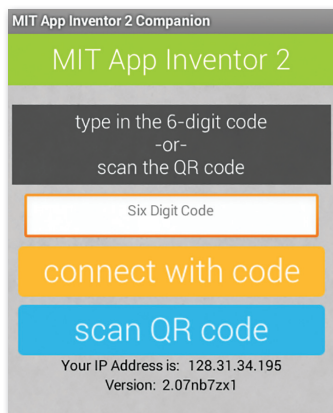 MIT App Inventor 2 Companion
MIT App Inventor 2
type in the 6-digit code
-or-
scan the QR code
Six Digit Code
connect with code
scan QR code
Your IP Address is: 128.31.34.195
Version: 2.07nb7zx1